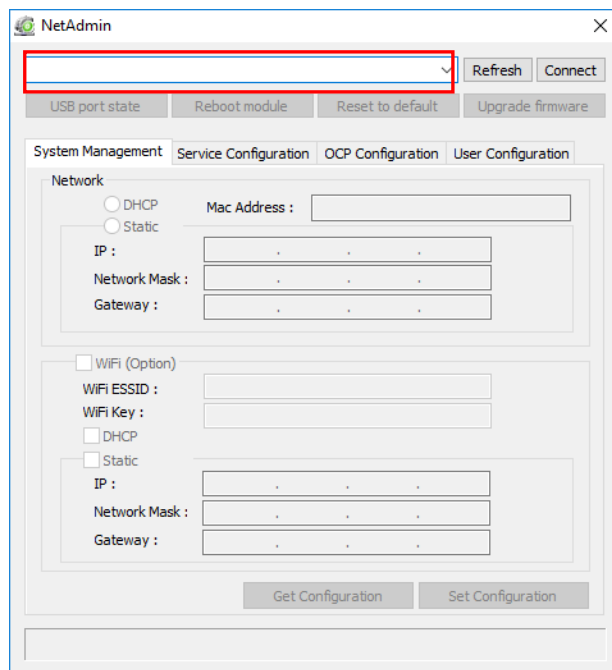 NetAdmin
Refresh Connect
USB port state Reboot module Reset to default Upgrade firmware
System Management Service Configuration OCP Configuration User Configuration
Network
DHCP Mac Address :
Static
IP : . . .
Network Mask : . . .
Gateway : . . .
WiFi (Option)
WiFi ESSID :
WiFi Key :
DHCP
Static
IP : . . .
Network Mask : . . .
Gateway : . . .
Get Configuration Set Configuration